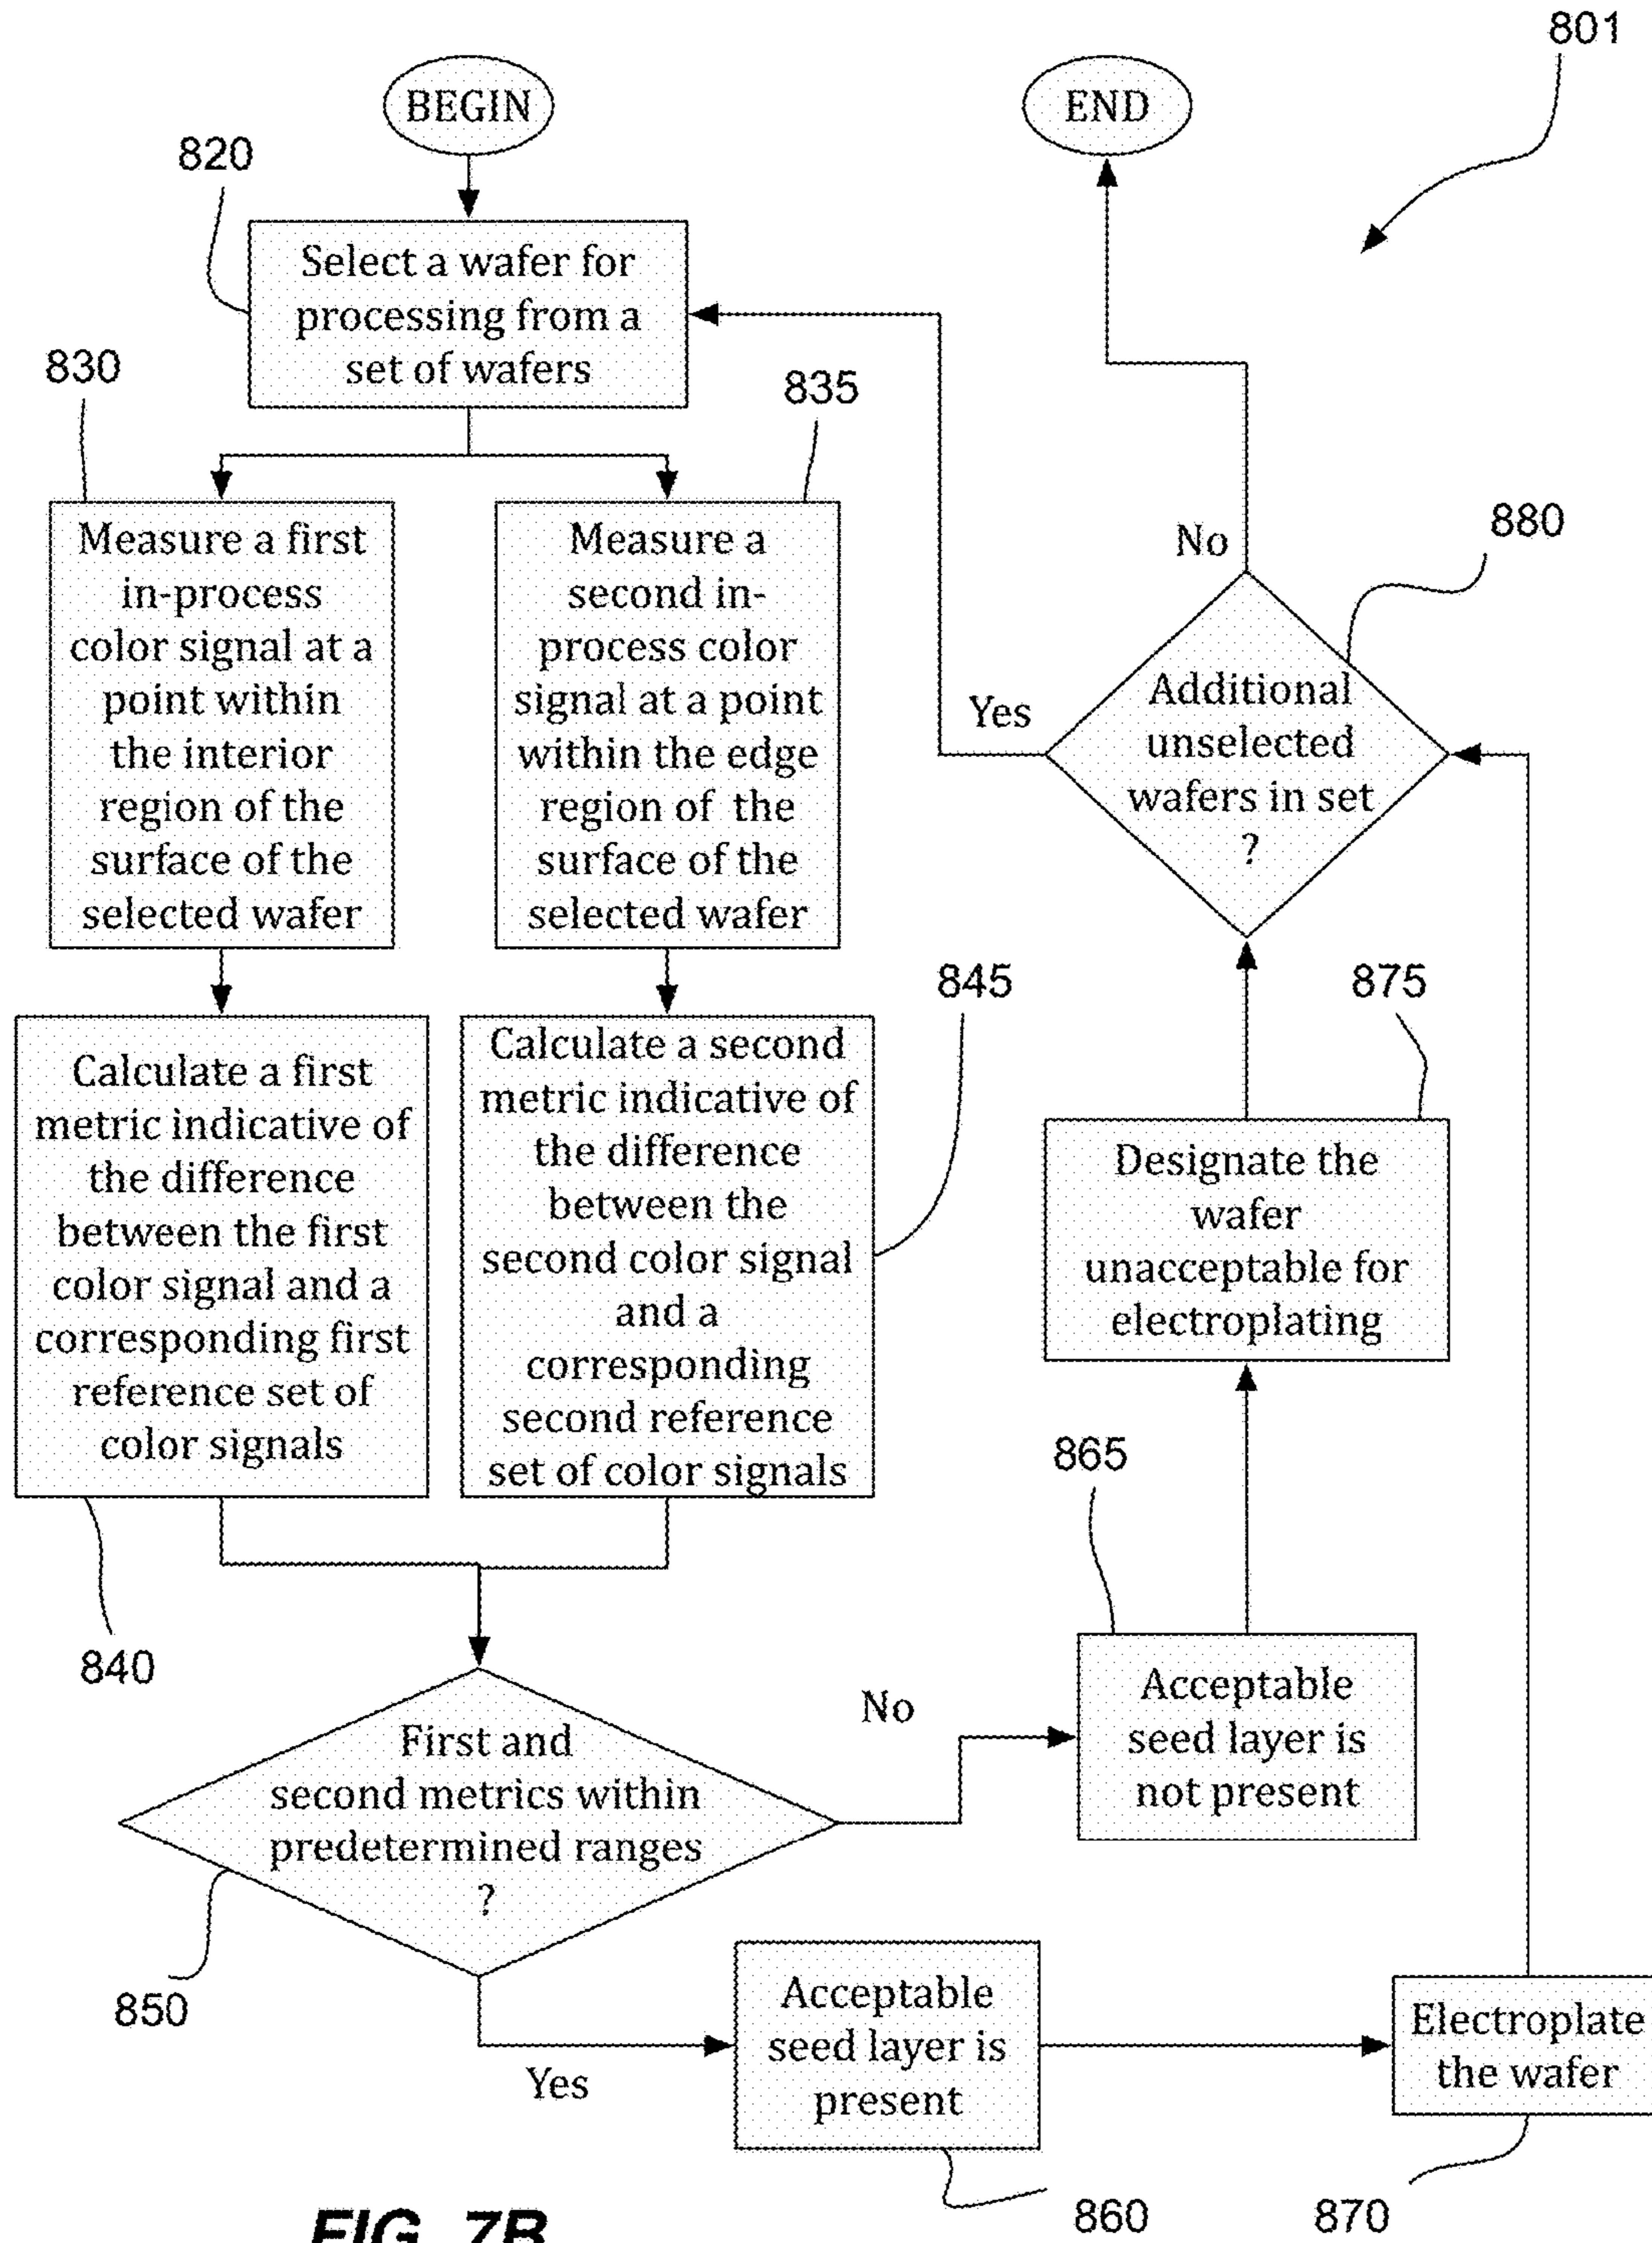 801
BEGIN
END
820
Select a wafer for
processing from a
set of wafers
830
835
Measure a first
in-process
color signal at a
point within
the interior
region of the
surface of the
selected wafer
Measure a
second in-
process color
signal at a point
within the edge
region of the
surface of the
selected wafer
No
880
Yes
Additional
unselected
wafers in set
?
845
875
Calculate a first
metric indicative of
the difference
between the first
color signal and a
corresponding first
reference set of
color signals
Calculate a second
metric indicative of
the difference
between the
second color signal
and a
corresponding
second reference
set of color signals
Designate the
wafer
unacceptable for
electroplating
865
840
First and
second metrics within
predetermined ranges
?
No
Acceptable
seed layer is
not present
850
Yes
Acceptable
seed layer is
present
Electroplate
the wafer
860
870
FIG. 7B